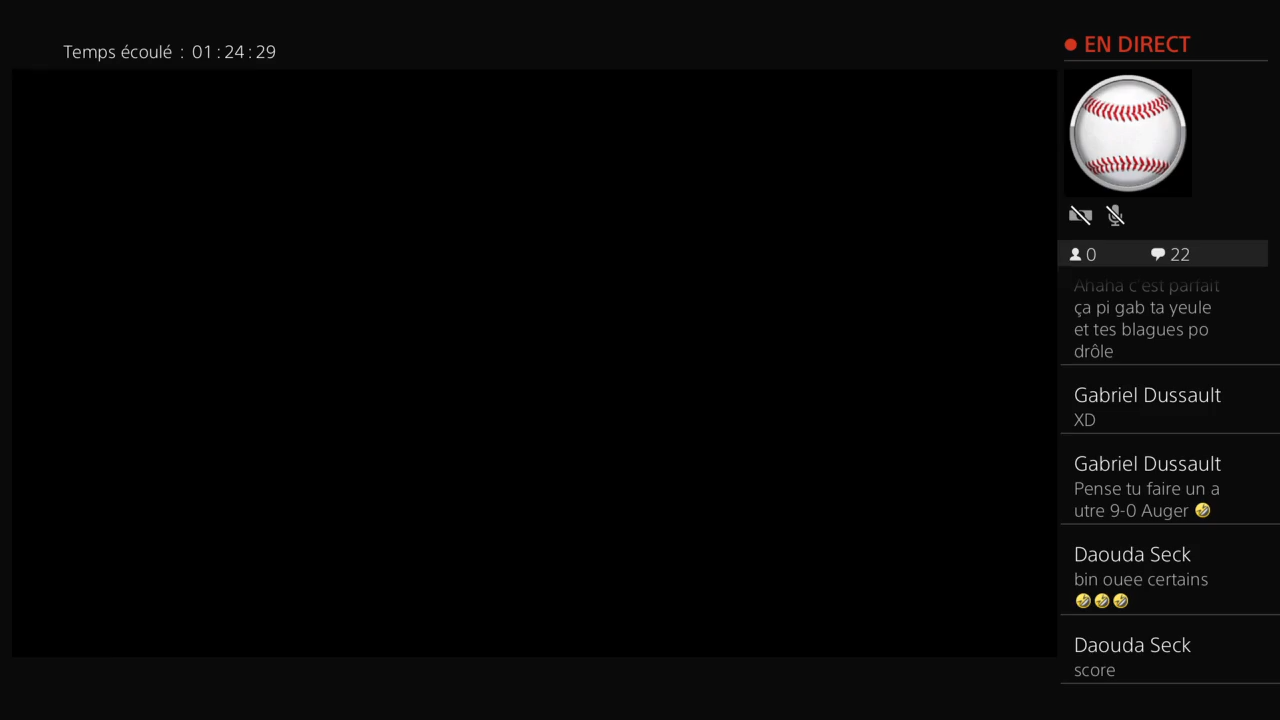 Temps écoulé : 01:24:29
EN DIRECT
0 22
Ahaha c'est parfait
ça pi gab ta yeule
et tes blagues po
drôle
Gabriel Dussault
XD
Gabriel Dussault
Pense tu faire un a
utre 9-0 Auger 🤣
Daouda Seck
bin ouee certains
🤣🤣🤣
Daouda Seck
score